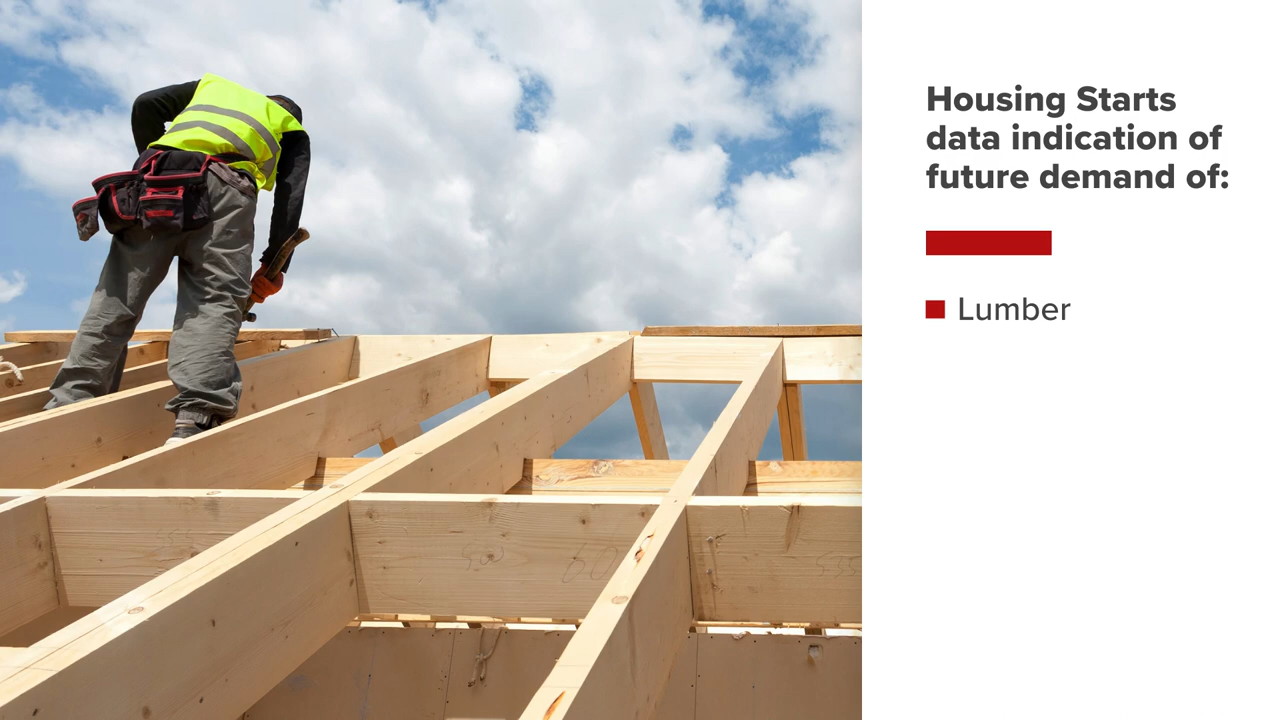 Housing Starts
data indication of
future demand of:
Lumber